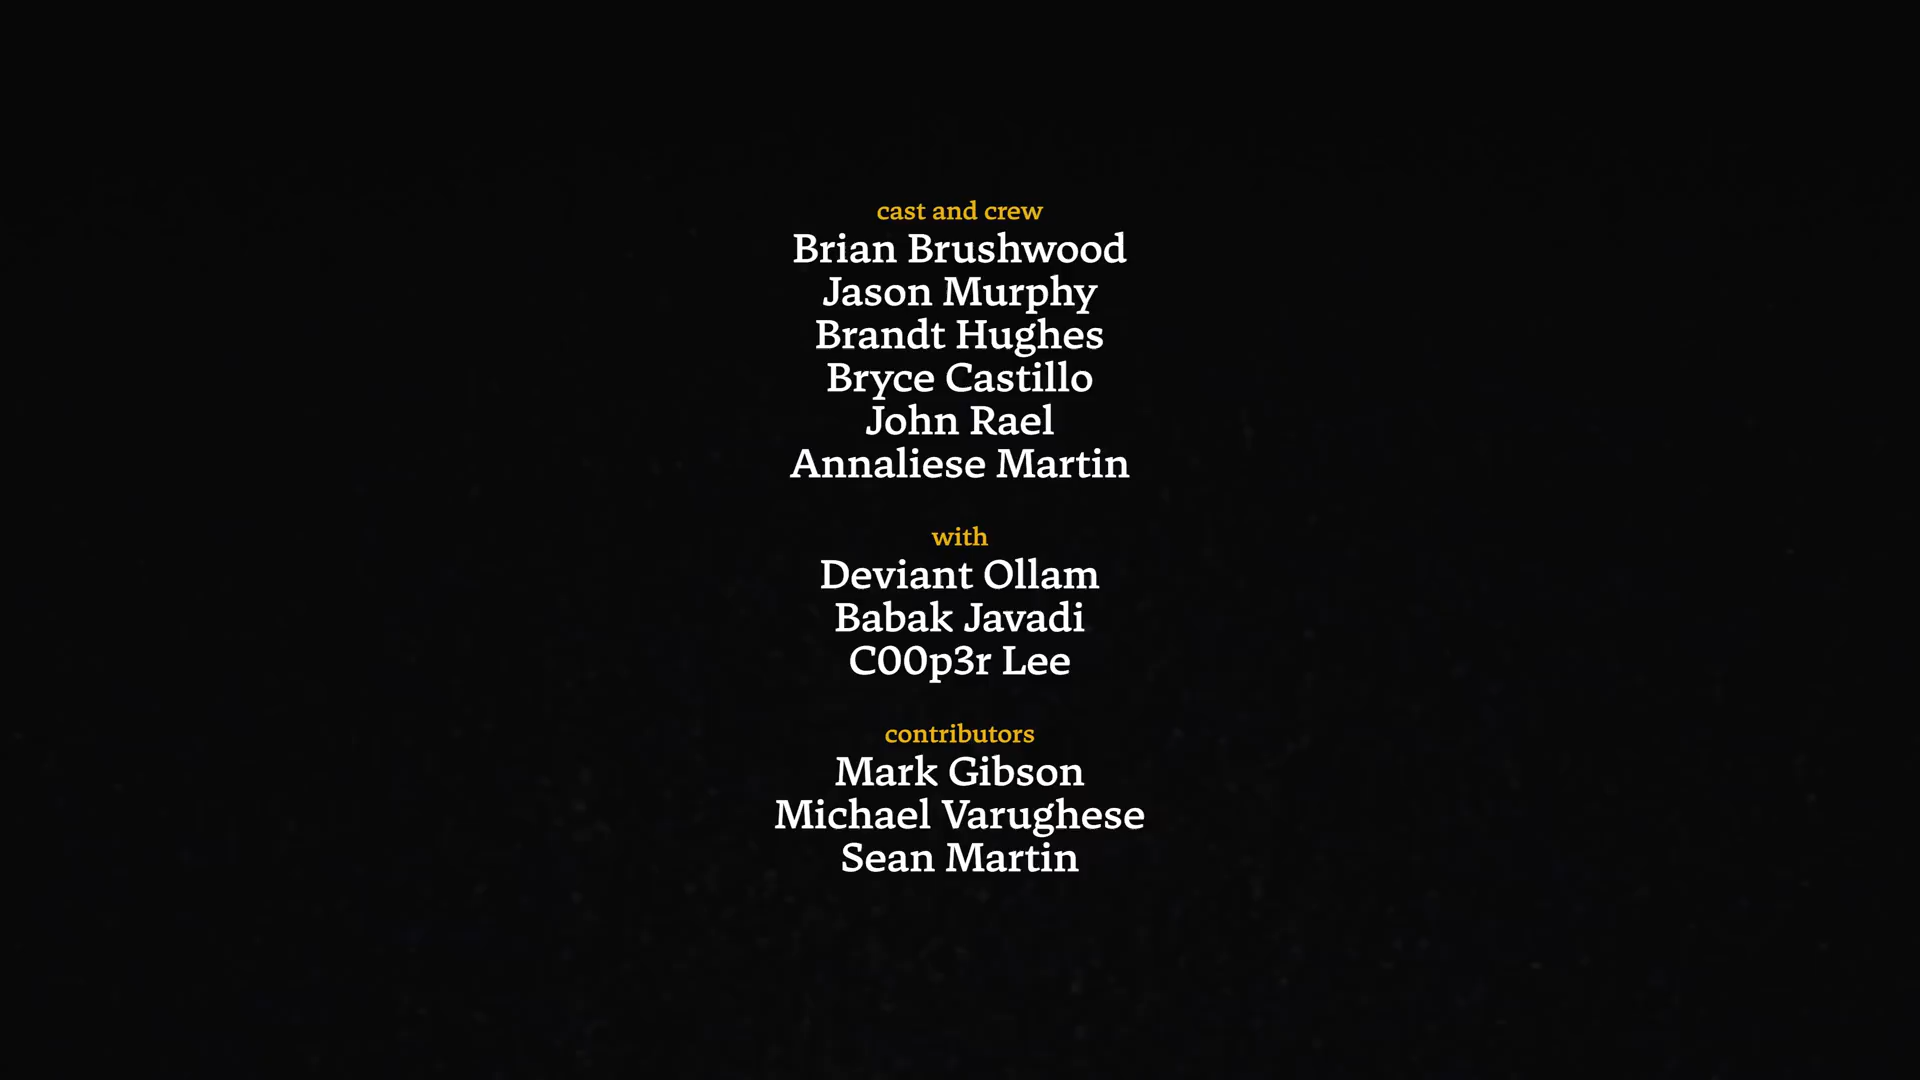 cast and crew
Brian Brushwood
Jason Murphy
Brandt Hughes
Bryce Castillo
John Rael
Annaliese Martin
with
Deviant Ollam
Babak Javadi
C00p3r Lee
contributors
Mark Gibson
Michael Varughese
Sean Martin